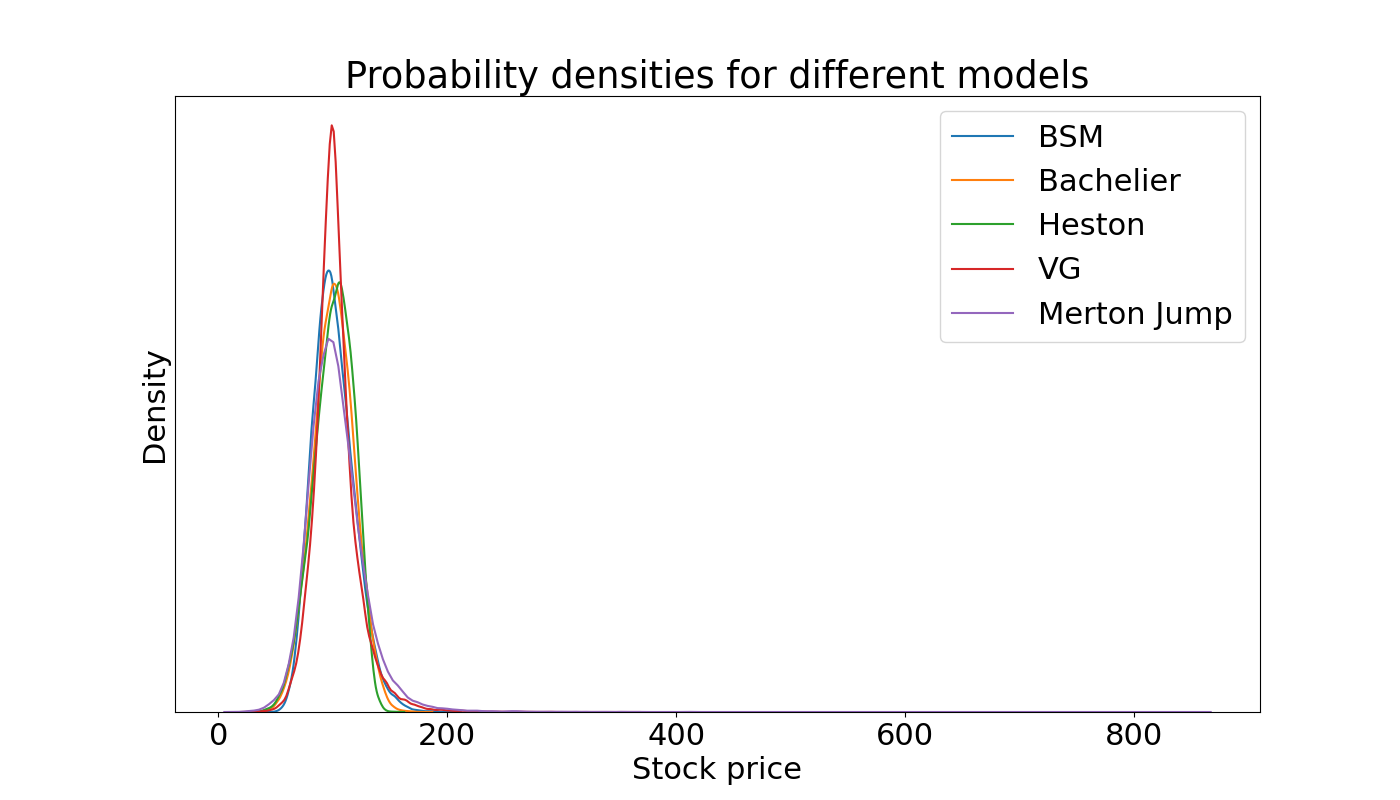 Probability densities for different models
BSM
Bachelier
Heston
VG
Merton Jump
Density
0 200 400 600 800
Stock price